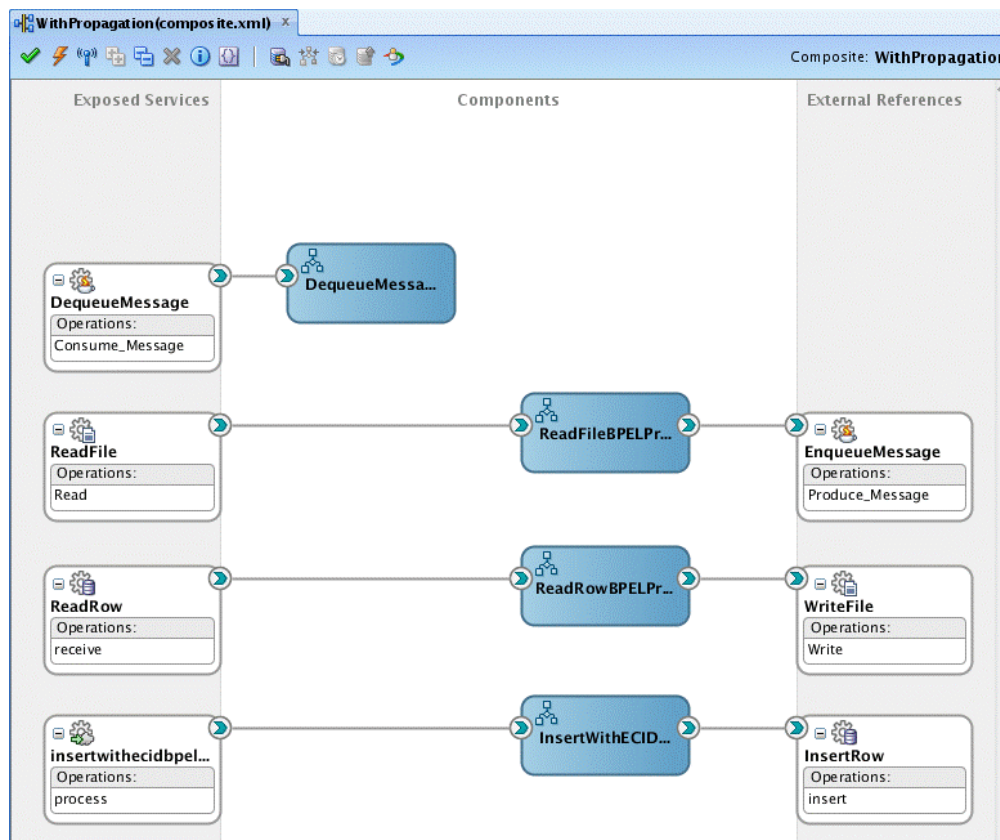 WithPropagation(composite.xml) x
Composite: WithPropagation
Exposed Services
Components
External References
DequeueMessage
Operations:
Consume_Message
DequeueMessa...
ReadFile
Operations:
Read
ReadFileBPELPr...
EnqueueMessage
Operations:
Produce_Message
ReadRow
Operations:
receive
ReadRowBPELPr...
WriteFile
Operations:
Write
insertwithecidbpel...
Operations:
process
InsertWithECID...
InsertRow
Operations:
insert